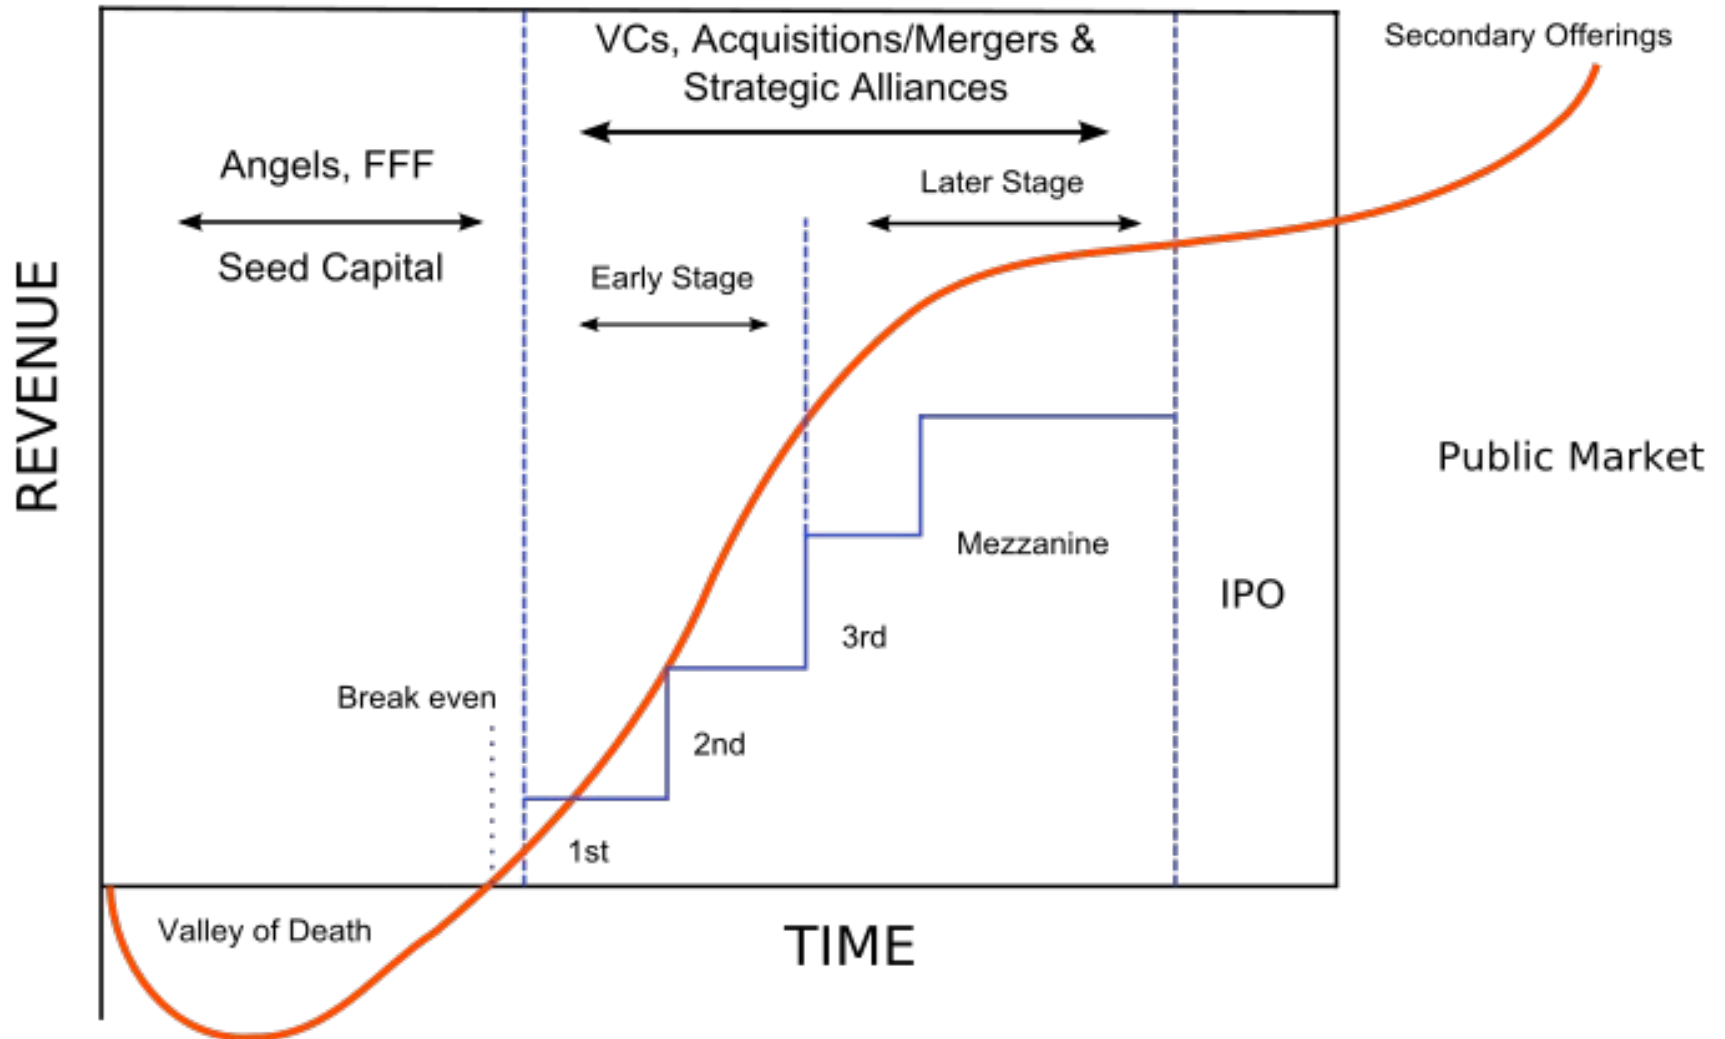 VCs, Acquisitions/Mergers &
Strategic Alliances
Secondary Offerings
Angels, FFF
Seed Capital
Later Stage
Early Stage
REVENUE
Public Market
Mezzanine
IPO
3rd
Break even
2nd
1st
Valley of Death
TIME